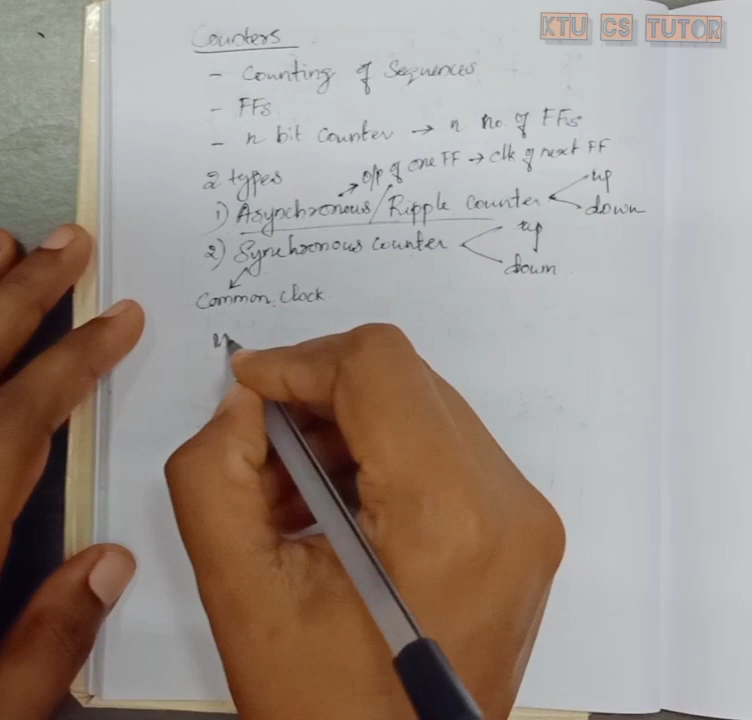 KTU CS TUTOR
Counters
- Counting of Sequences
- FFs
- n bit Counter → n No. of FFs
2 types
o/p of one FF → clk of next FF
1) Asynchronous/Ripple Counter
up
down
2) Synchronous Counter
up
down
Common Clock